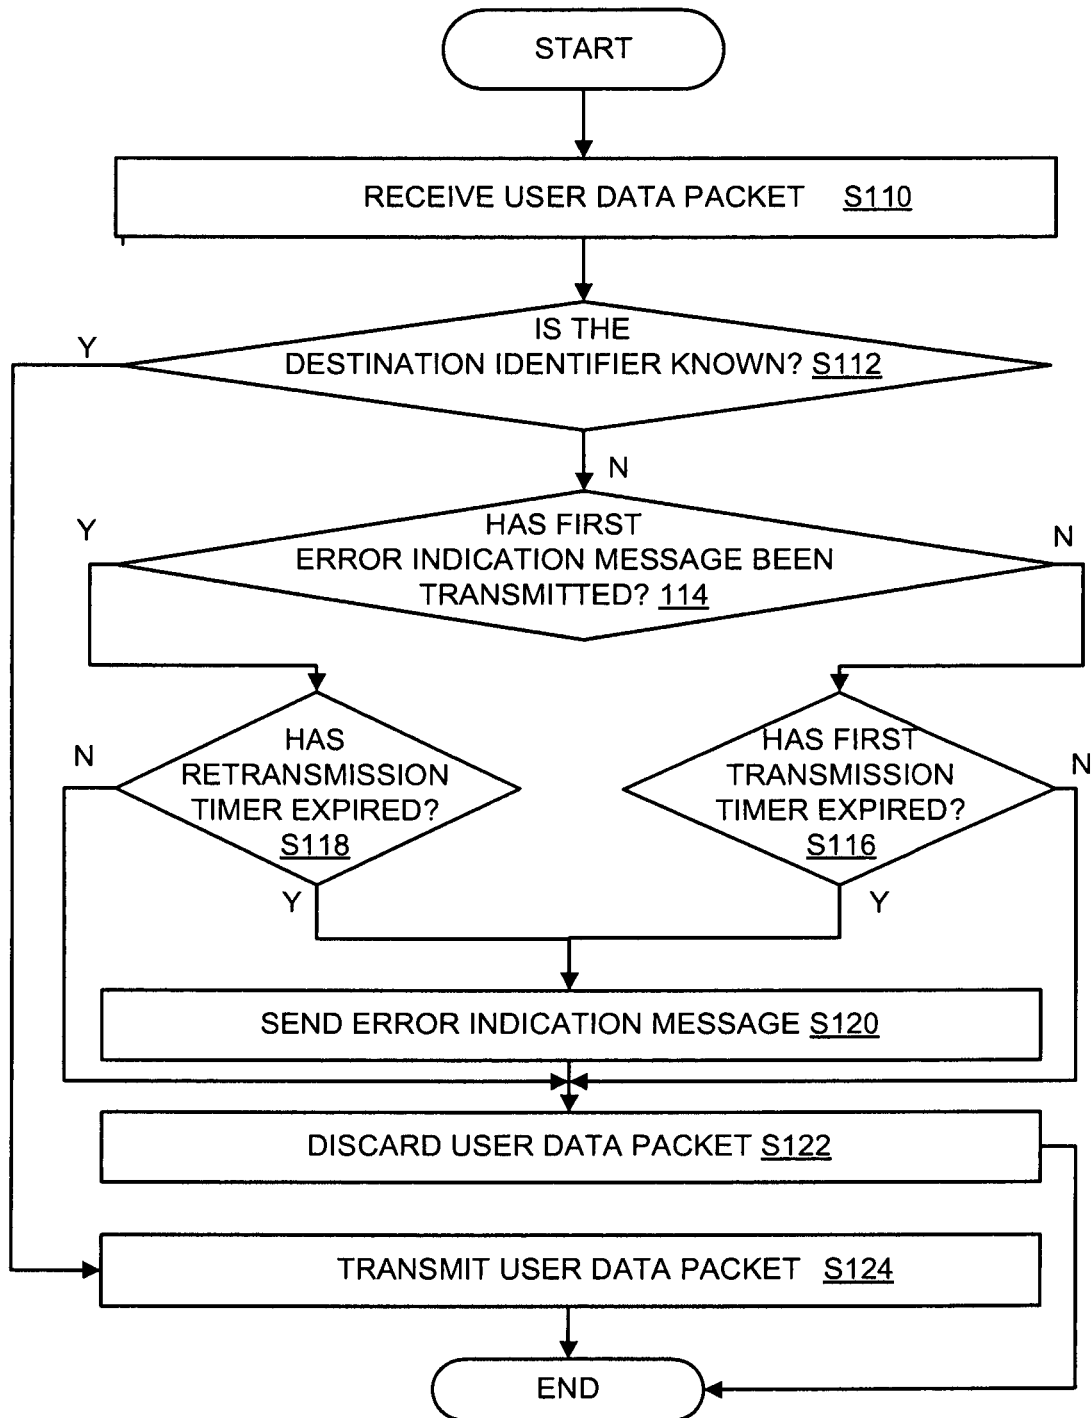 START
RECEIVE USER DATA PACKET S110
IS THE
DESTINATION IDENTIFIER KNOWN? S112
Y
N
HAS FIRST
ERROR INDICATION MESSAGE BEEN
TRANSMITTED? 114
Y
N
HAS
RETRANSMISSION
TIMER EXPIRED?
S118
N
Y
HAS FIRST
TRANSMISSION
TIMER EXPIRED?
S116
N
Y
SEND ERROR INDICATION MESSAGE S120
DISCARD USER DATA PACKET S122
TRANSMIT USER DATA PACKET S124
END